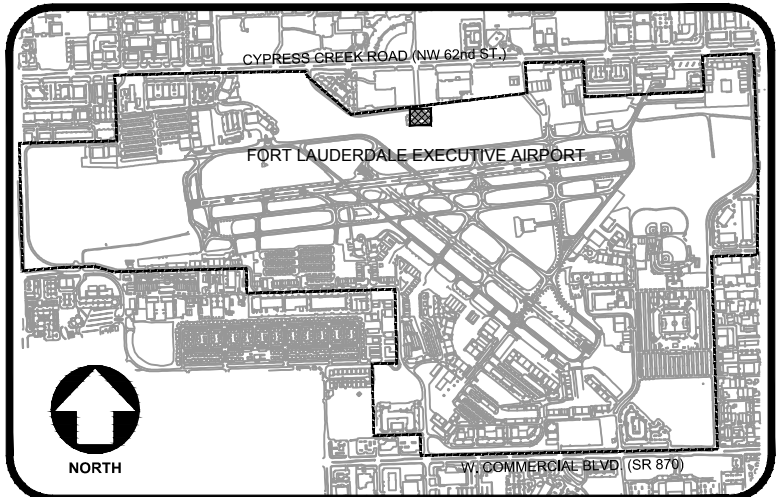 CYPRESS CREEK ROAD (NW 62nd ST.)
FORT LAUDERDALE EXECUTIVE AIRPORT
NORTH
W. COMMERCIAL BLVD. (SR 870)